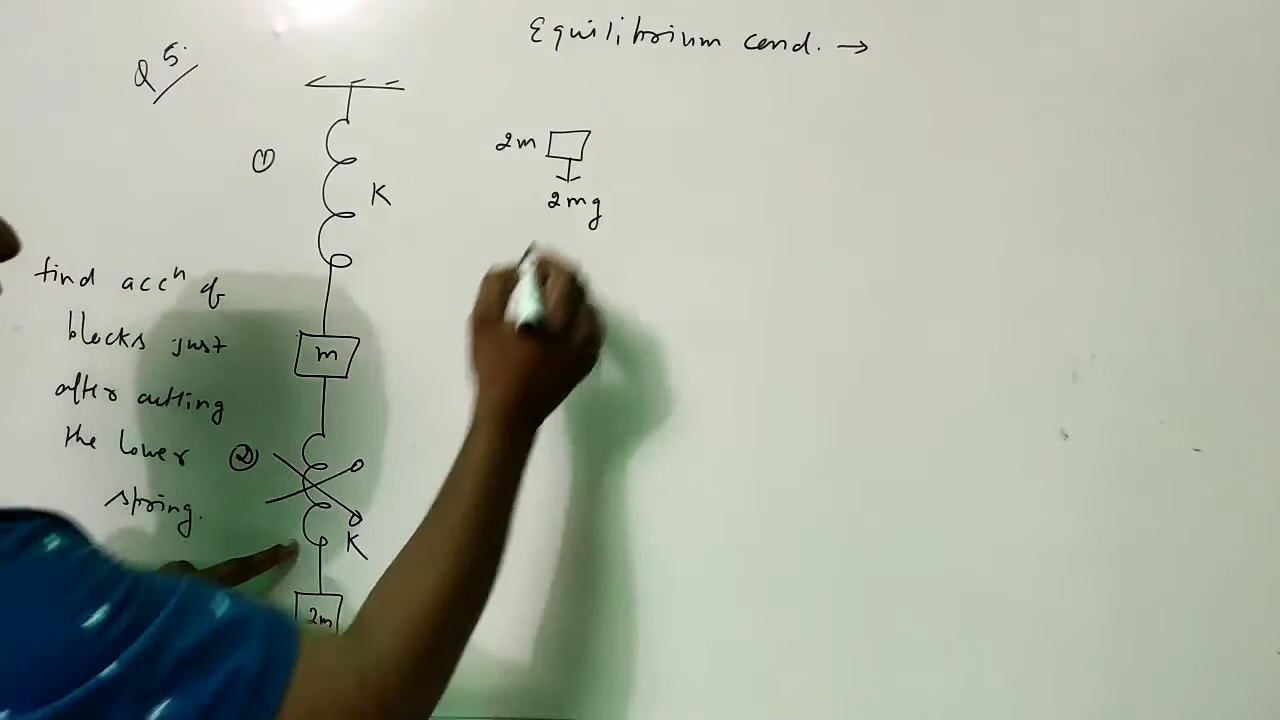 Equilibrium cond. →
Q 5.
①
K
2m
2mg
find accⁿ of
blocks just
after cutting
the lower
spring.
m
②
K
2m